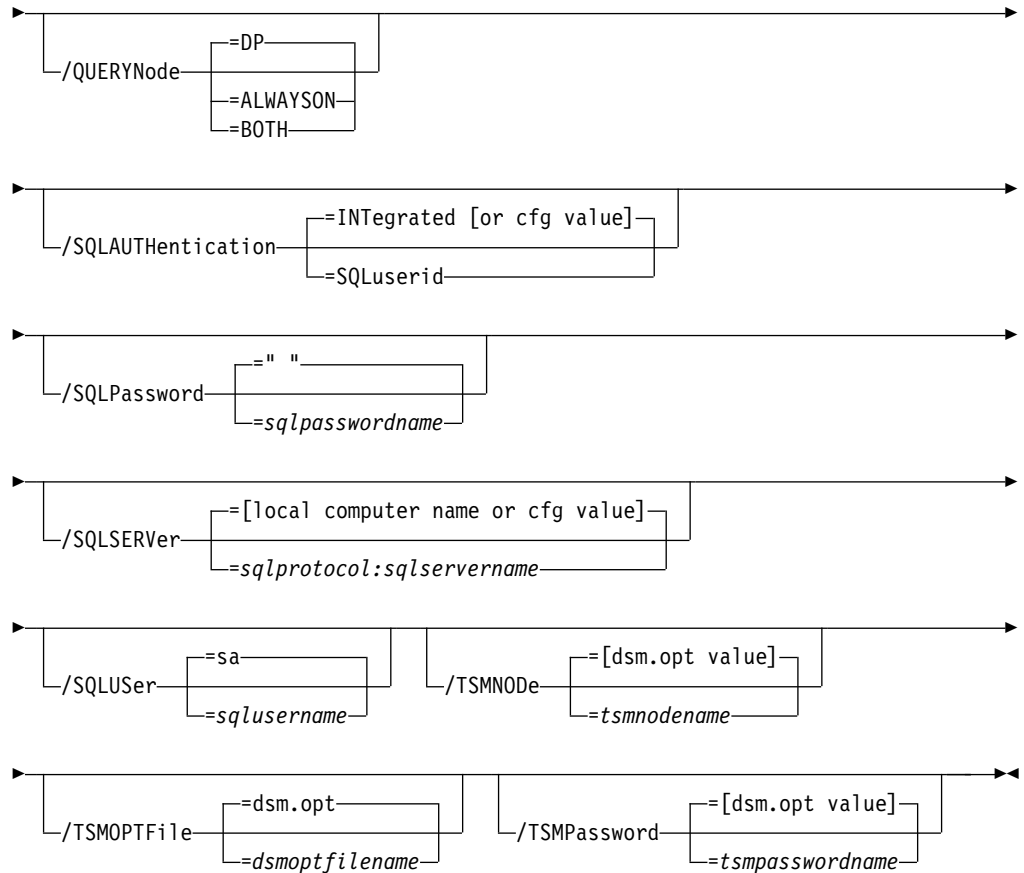 =DP
/QUERYNode
=ALWAYSON
=BOTH
=INTegrated [or cfg value]
/SQLAUTHentication
=SQLuserid
=" "
/SQLPassword
=sqlpasswordname
=[local computer name or cfg value]
/SQLSERVer
=sqlprotocol:sqlservername
=sa =[dsm.opt value]
/SQLUSer /TSMNODe
=sqlusername =tsmnodename
=dsm.opt =[dsm.opt value]
/TSMOPTFile /TSMPassword
=dsmoptfilename =tsmpasswordname